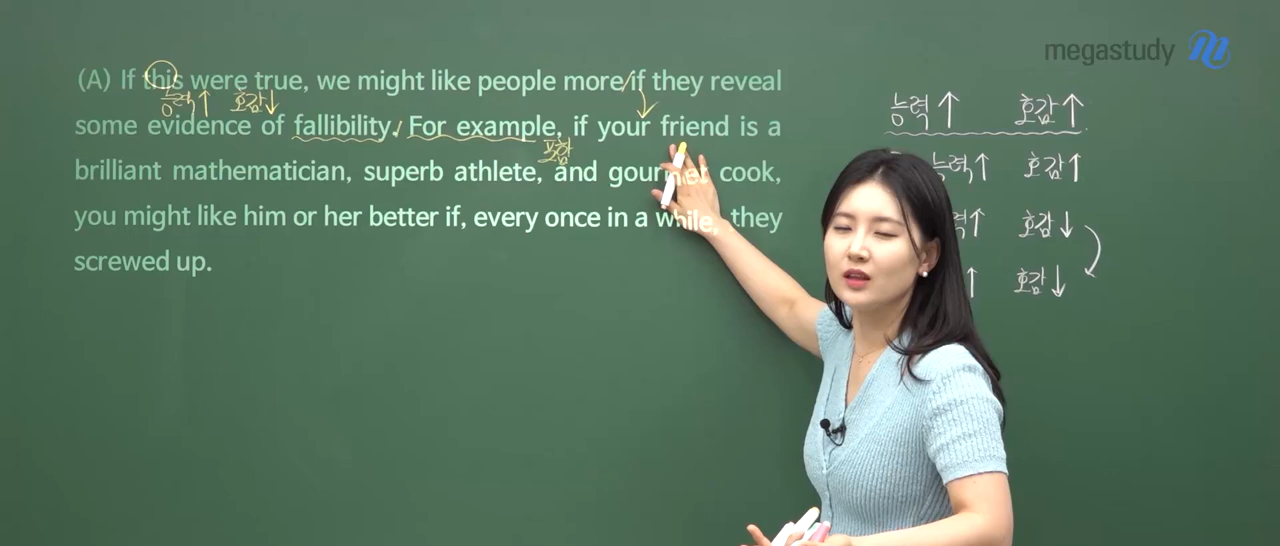 megastudy
(A) If this were true, we might like people more if they reveal
능력↑ 호감↓
some evidence of fallibility. For example, if your friend is a
포함
brilliant mathematician, superb athlete, and gourmet cook,
you might like him or her better if, every once in a while, they
screwed up.
능력↑ 호감↑
능력↑ 호감↑
력↑ 호감↓
↑ 호감↓